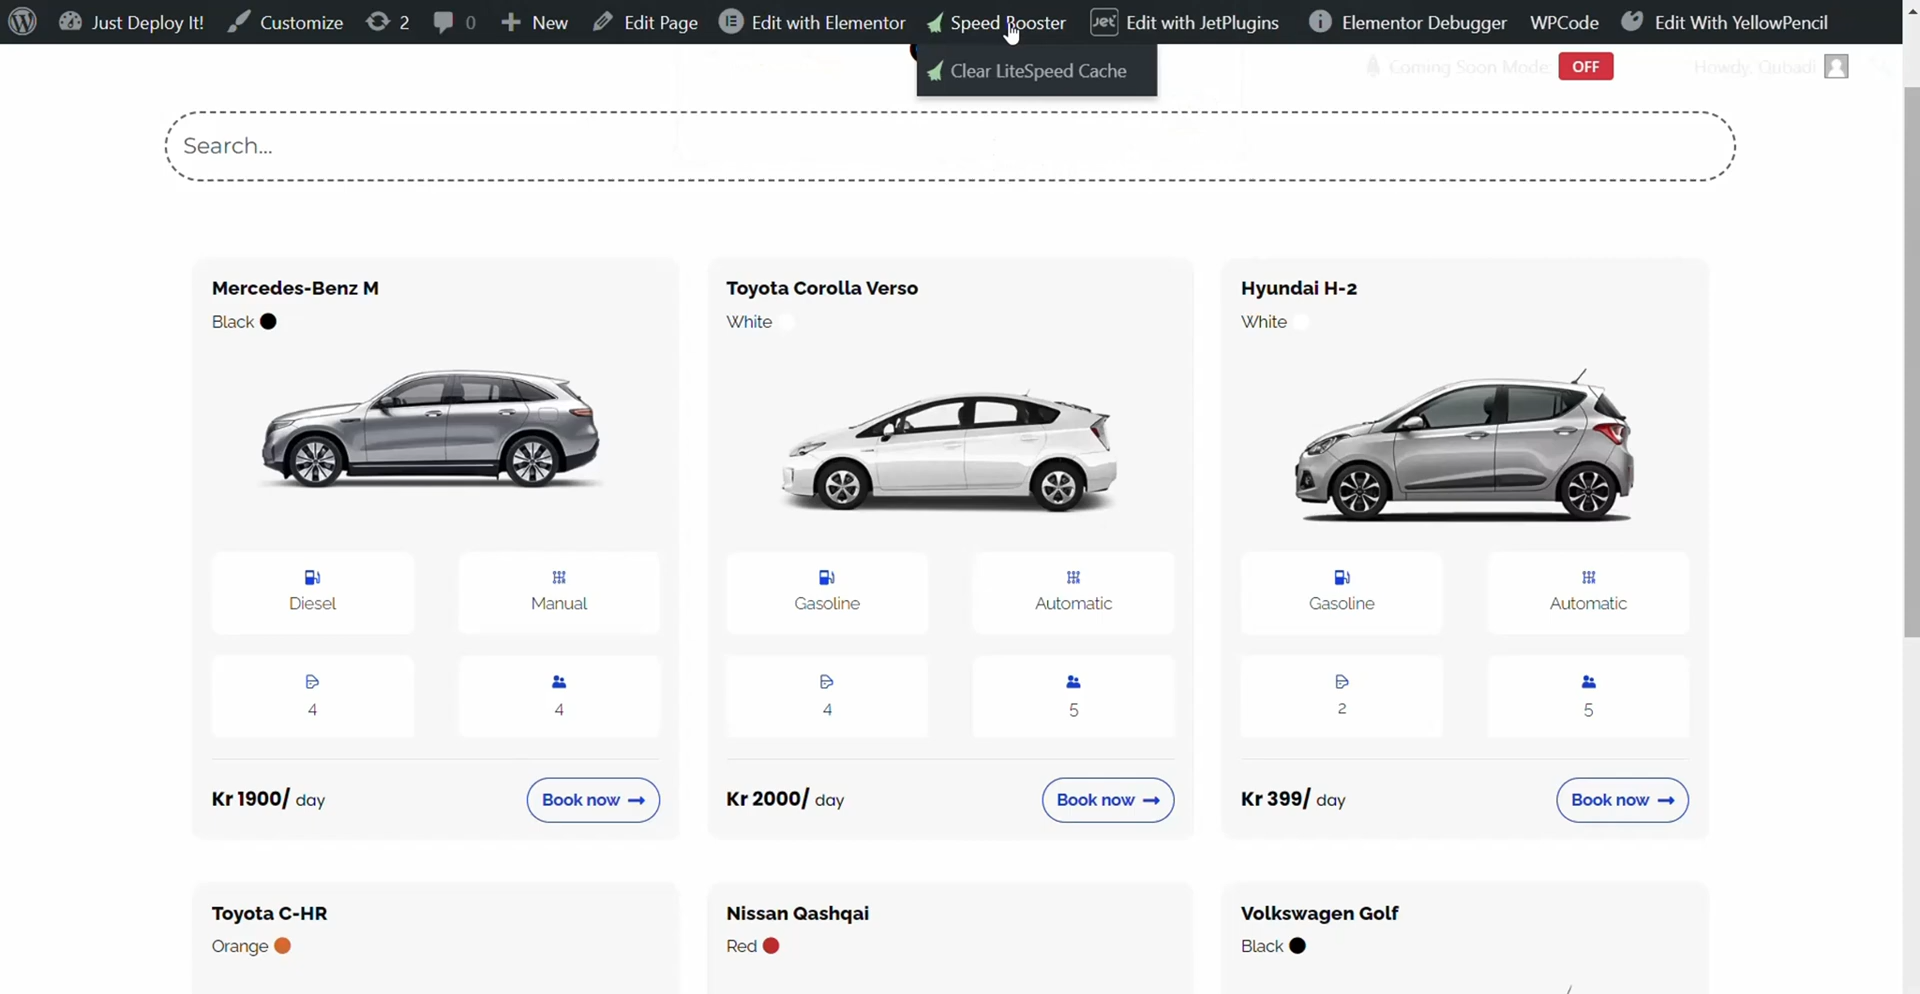 Just Deploy It! Customize 2 0 New Edit Page Edit with Elementor Speed Booster Edit with JetPlugins Elementor Debugger WPCode Edit With YellowPencil
Clear LiteSpeed Cache
Coming Soon Mode OFF Howdy, Qubadi
Search...
Mercedes-Benz M
Black
Diesel
Manual
4
4
Kr 1900/ day
Book now →
Toyota Corolla Verso
White
Gasoline
Automatic
4
5
Kr 2000/ day
Book now →
Hyundai H-2
White
Gasoline
Automatic
2
5
Kr 399/ day
Book now →
Toyota C-HR
Orange
Nissan Qashqai
Red
Volkswagen Golf
Black